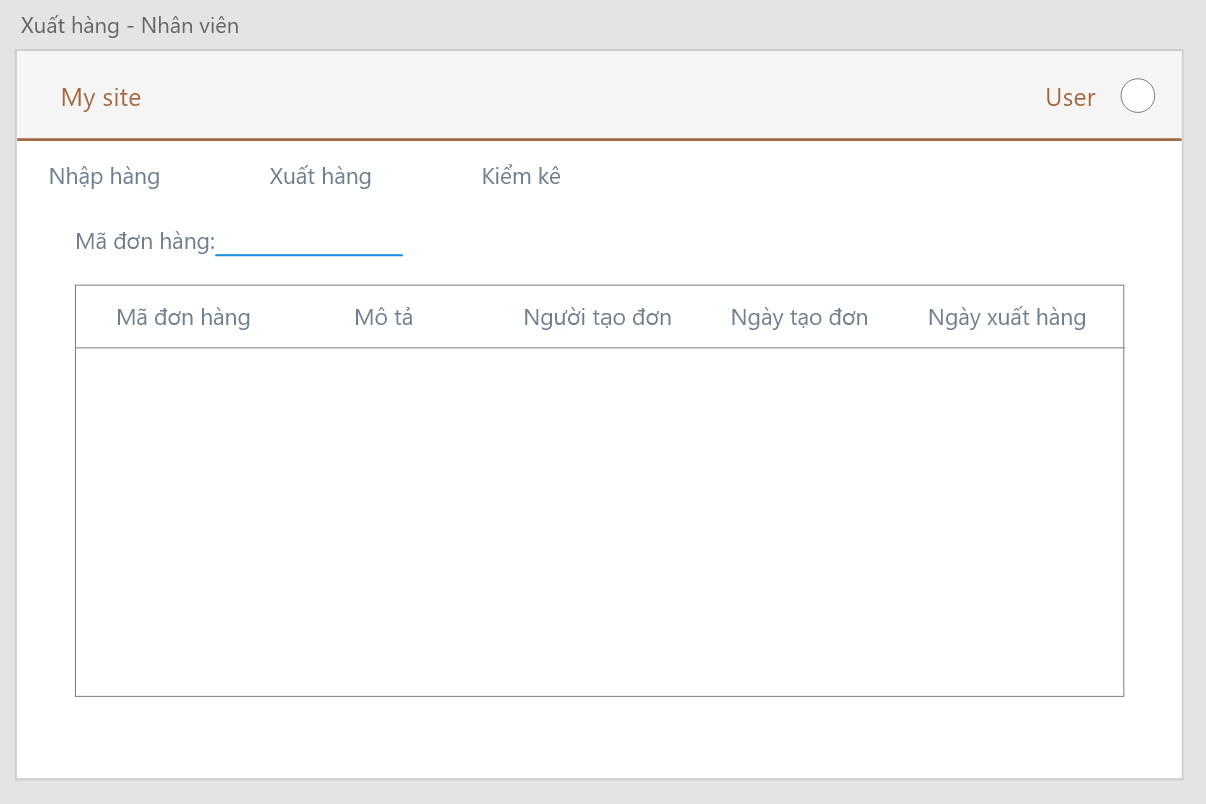 Xuất hàng - Nhân viên
My site User
Nhập hàng Xuất hàng Kiểm kê
Mã đơn hàng:
Mã đơn hàng Mô tả Người tạo đơn Ngày tạo đơn Ngày xuất hàng